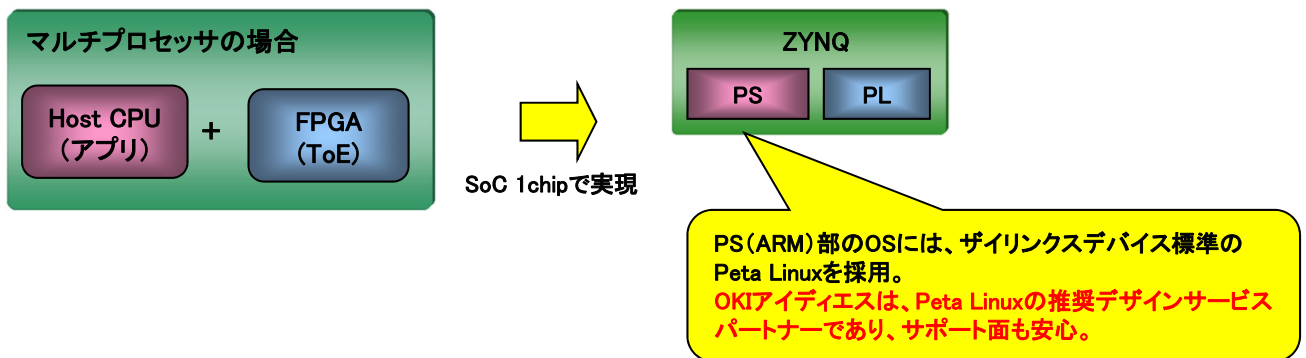 マルチプロセッサの場合
Host CPU
(アプリ)
+
FPGA
(ToE)
SoC 1chipで実現
ZYNQ
PS
PL
PS(ARM)部のOSには、ザイリンクスデバイス標準の
Peta Linuxを採用。
OKIアイディエスは、Peta Linuxの推奨デザインサービス
パートナーであり、サポート面も安心。